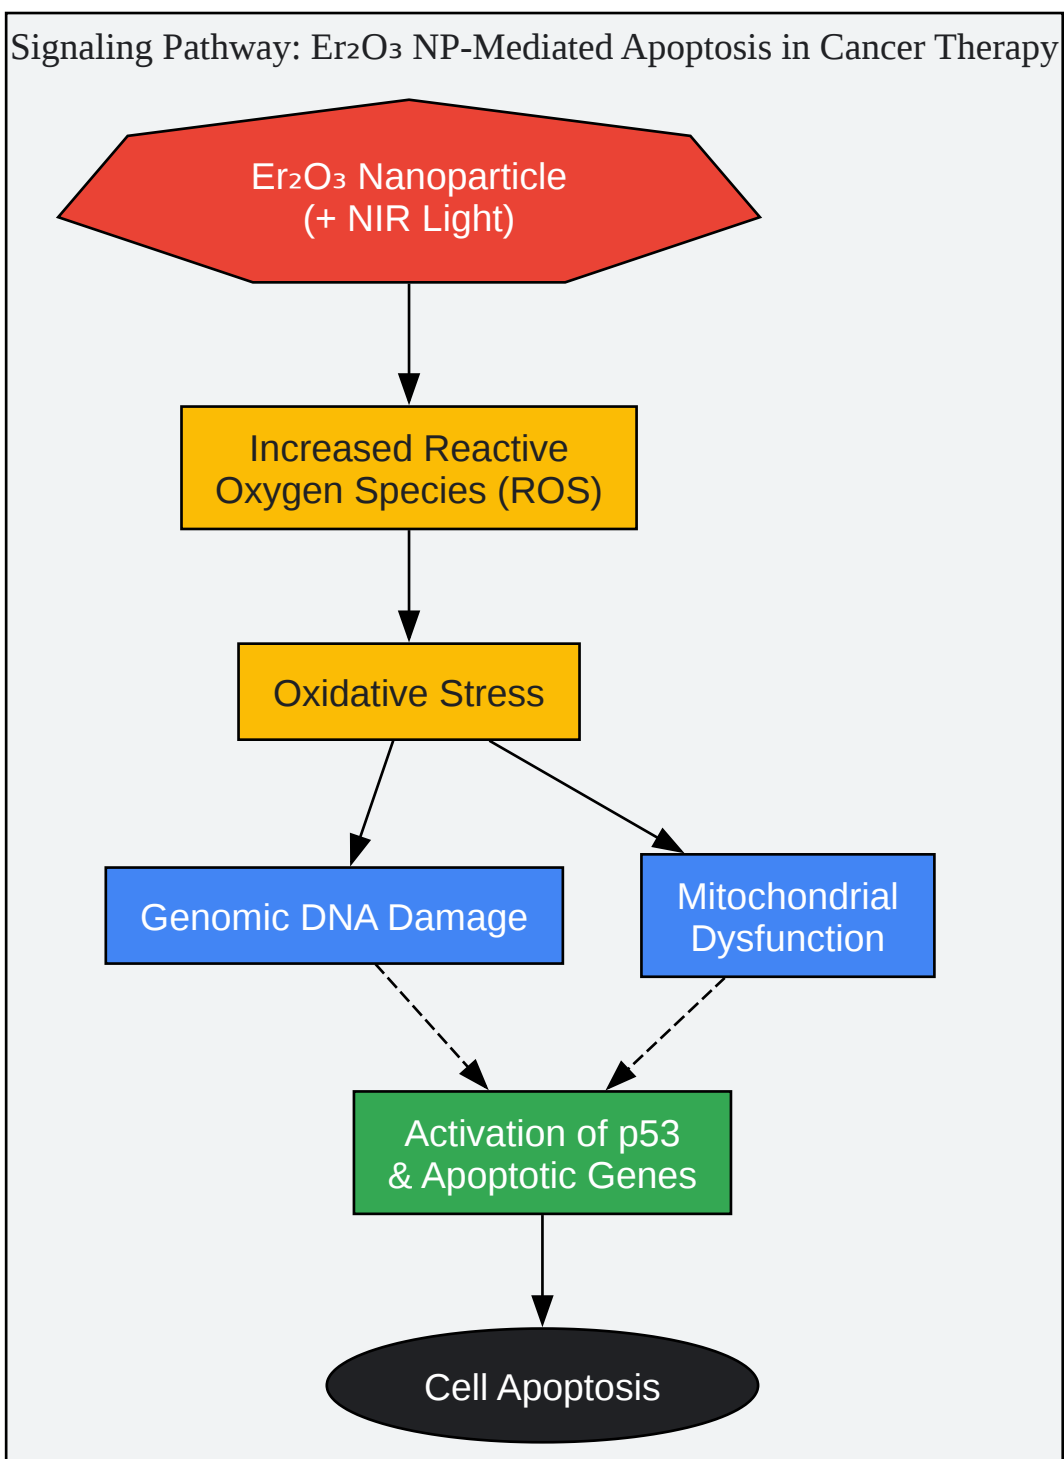 Signaling Pathway: Er₂O₃ NP-Mediated Apoptosis in Cancer Therapy
Er₂O₃ Nanoparticle
(+ NIR Light)
Increased Reactive
Oxygen Species (ROS)
Oxidative Stress
Genomic DNA Damage
Mitochondrial
Dysfunction
Activation of p53
& Apoptotic Genes
Cell Apoptosis